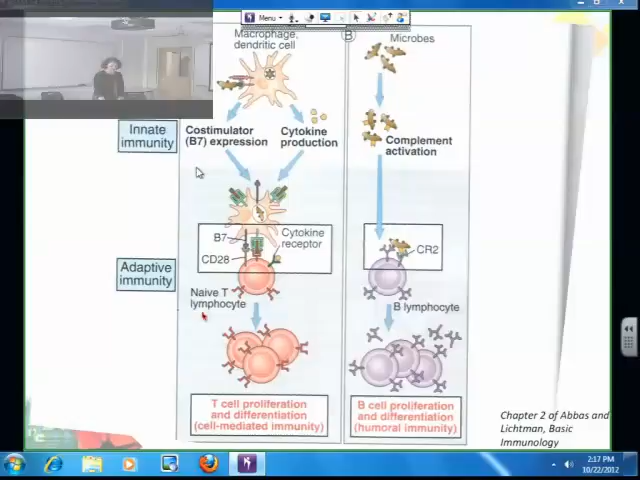 Menu
Macrophage,
dendritic cell
B
Microbes
Innate
immunity
Costimulator
(B7) expression
Cytokine
production
Complement
activation
B7
CD28
Cytokine
receptor
CR2
Adaptive
immunity
Naive T
lymphocyte
B lymphocyte
T cell proliferation
and differentiation
(cell-mediated immunity)
B cell proliferation
and differentiation
(humoral immunity)
Chapter 2 of Abbas and
Lichtman, Basic
Immunology
2:17 PM
10/22/2012